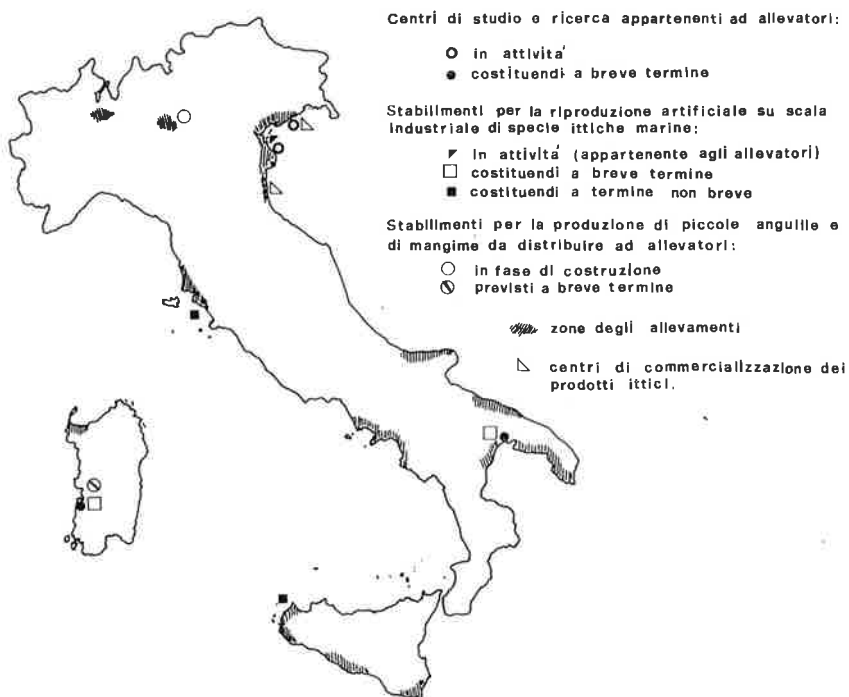 Centri di studio e ricerca appartenenti ad allevatori:
in attivita'
costituendi a breve termine
Stabilimenti per la riproduzione artificiale su scala
industriale di specie ittiche marine:
in attivita' (appartenente agli allevatori)
costituendi a breve termine
costituendi a termine non breve
Stabilimenti per la produzione di piccole anguille e
di mangime da distribuire ad allevatori:
in fase di costruzione
previsti a breve termine
zone degli allevamenti
centri di commercializzazione dei
prodotti ittici.